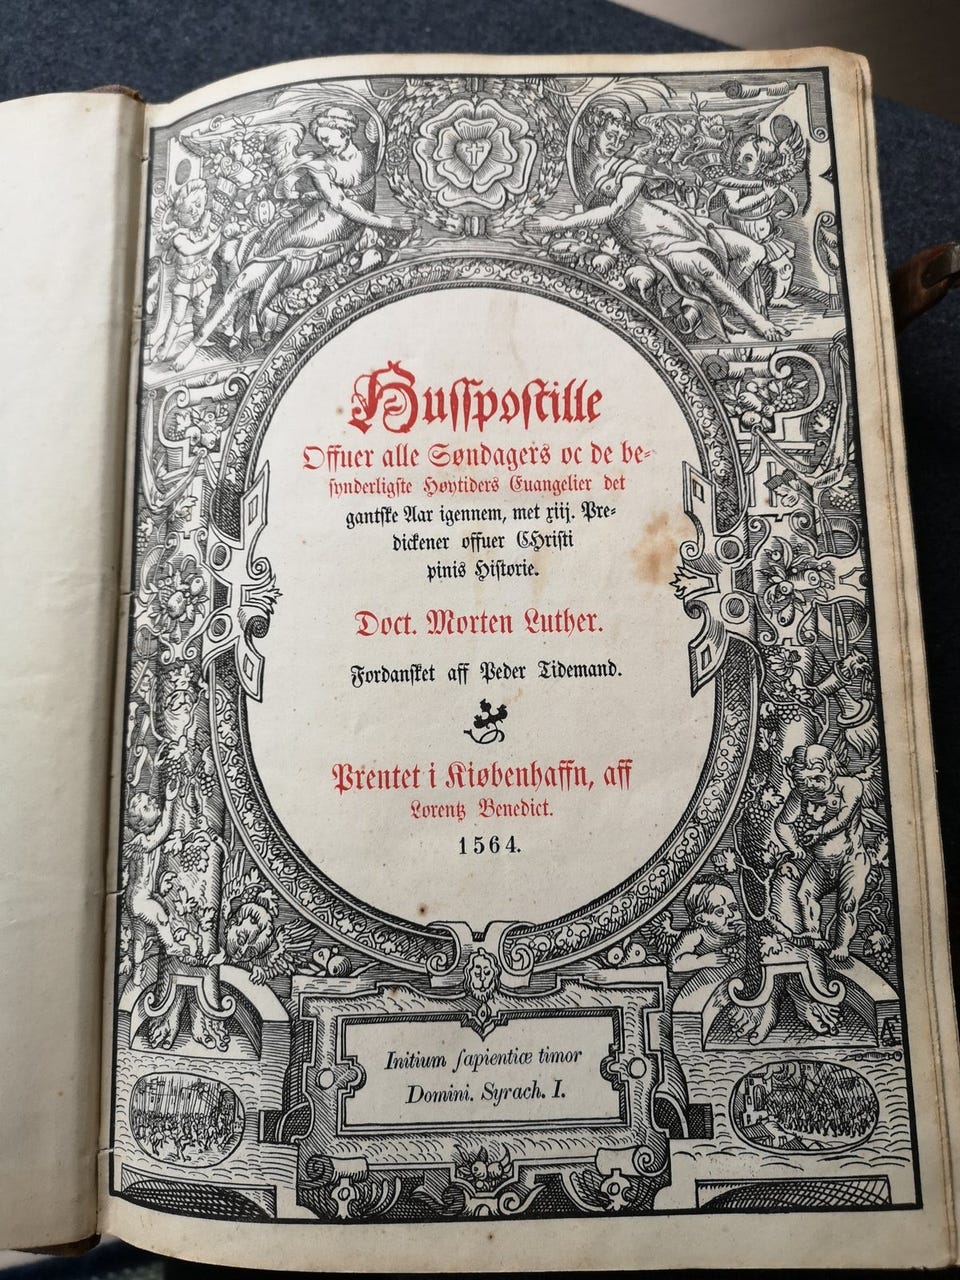 Husspostille
Offuer alle Søndagers oc de be=
synderligste Høytiders Euangelier det
gantske Aar igennem, met xiij. Pre=
dickener offuer CHristi
pinis Historie.
Doct. Morten Luther.
Fordansket aff Peder Tidemand.
Prentet i Kiøbenhaffn, aff
Lorentz Benedict.
1564.
Initium ſapientiæ timor
Domini. Syrach. I.